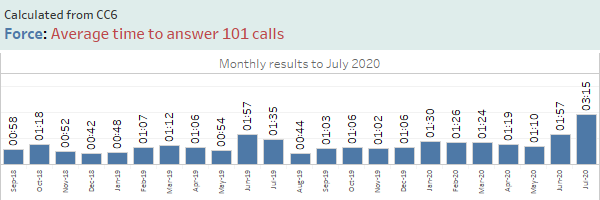 Calculated from CC6
Force: Average time to answer 101 calls
Monthly results to July 2020
00:58 01:18 00:52 00:42 00:48 01:07 01:12 01:06 00:54 01:57 01:35 00:44 01:03 01:06 01:02 01:06 01:30 01:26 01:24 01:19 01:10 01:57 03:15
Sep-18 Oct-18 Nov-18 Dec-18 Jan-19 Feb-19 Mar-19 Apr-19 May-19 Jun-19 Jul-19 Aug-19 Sep-19 Oct-19 Nov-19 Dec-19 Jan-20 Feb-20 Mar-20 Apr-20 May-20 Jun-20 Jul-20